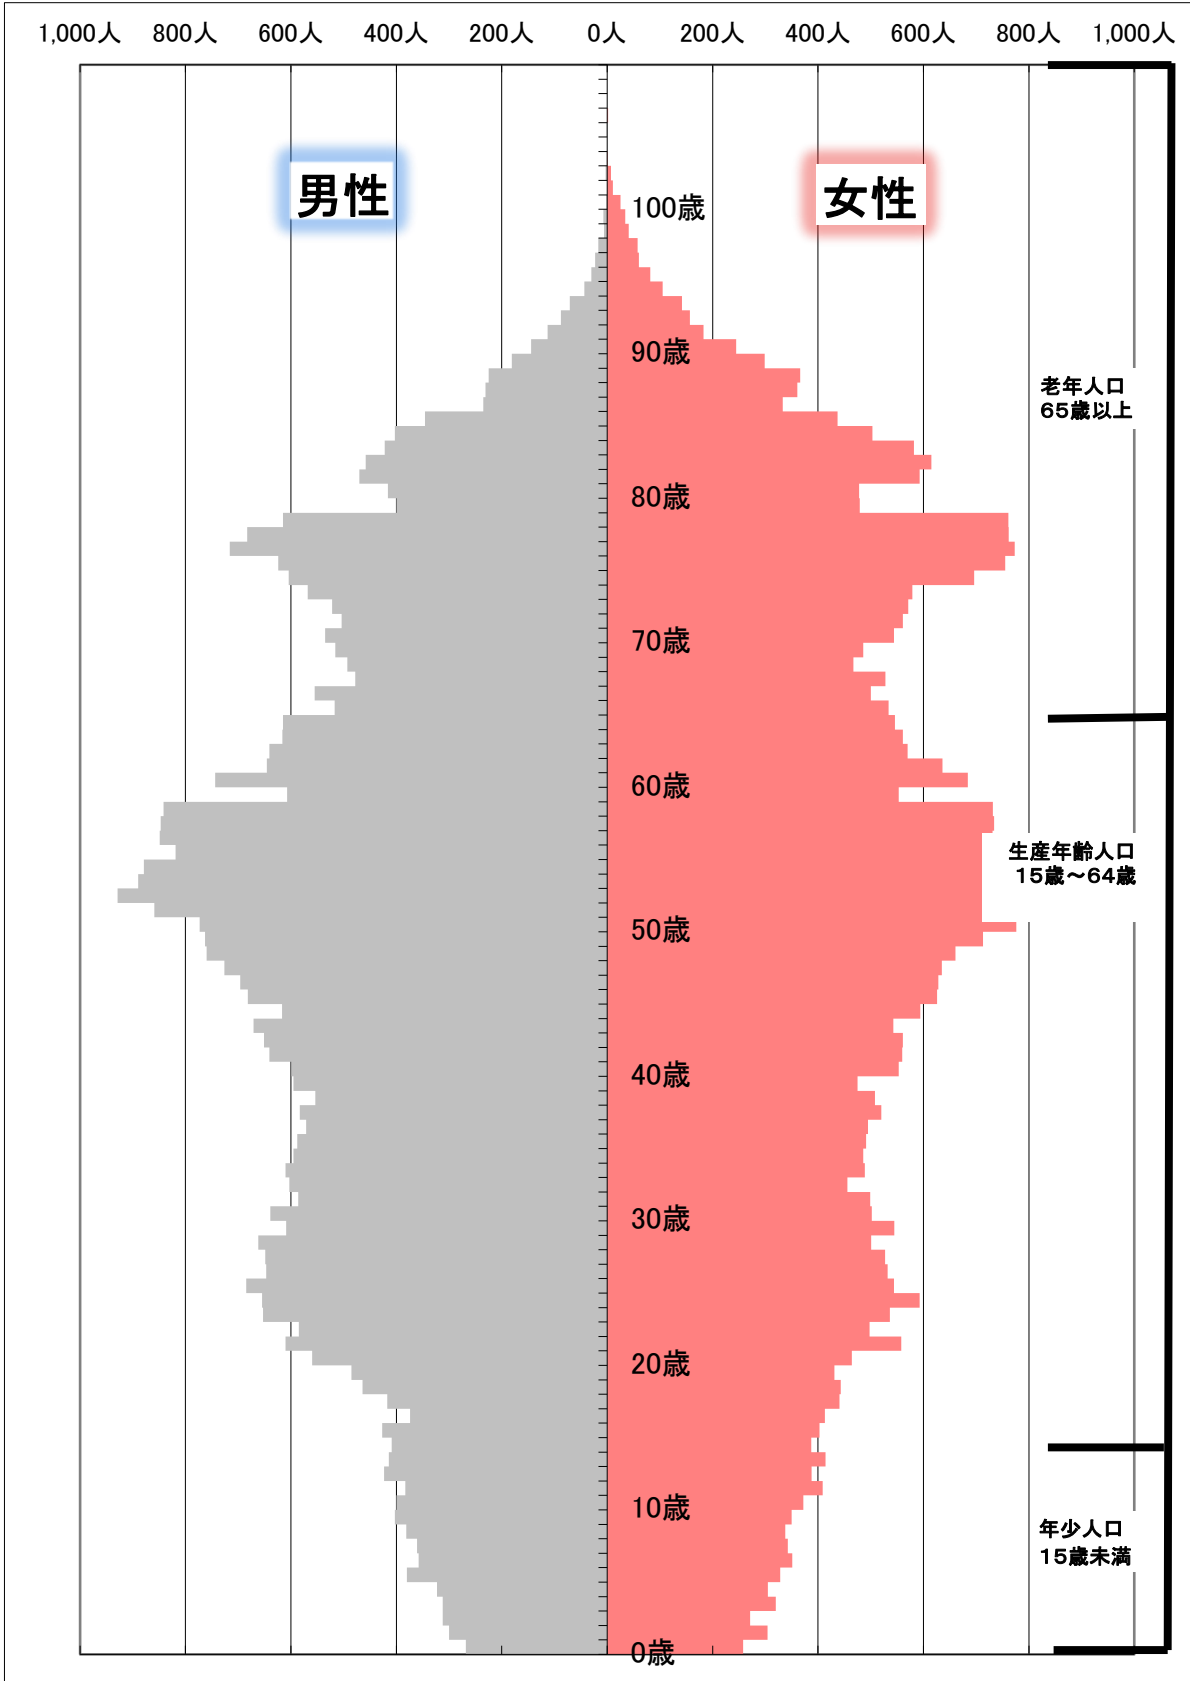 1,000人 800人 600人 400人 200人 0人 200人 400人 600人 800人 1,000人
男性
女性
100歳
90歳
老年人口
65歳以上
80歳
70歳
60歳
生産年齢人口
15歳～64歳
50歳
40歳
30歳
20歳
10歳
年少人口
15歳未満
0歳